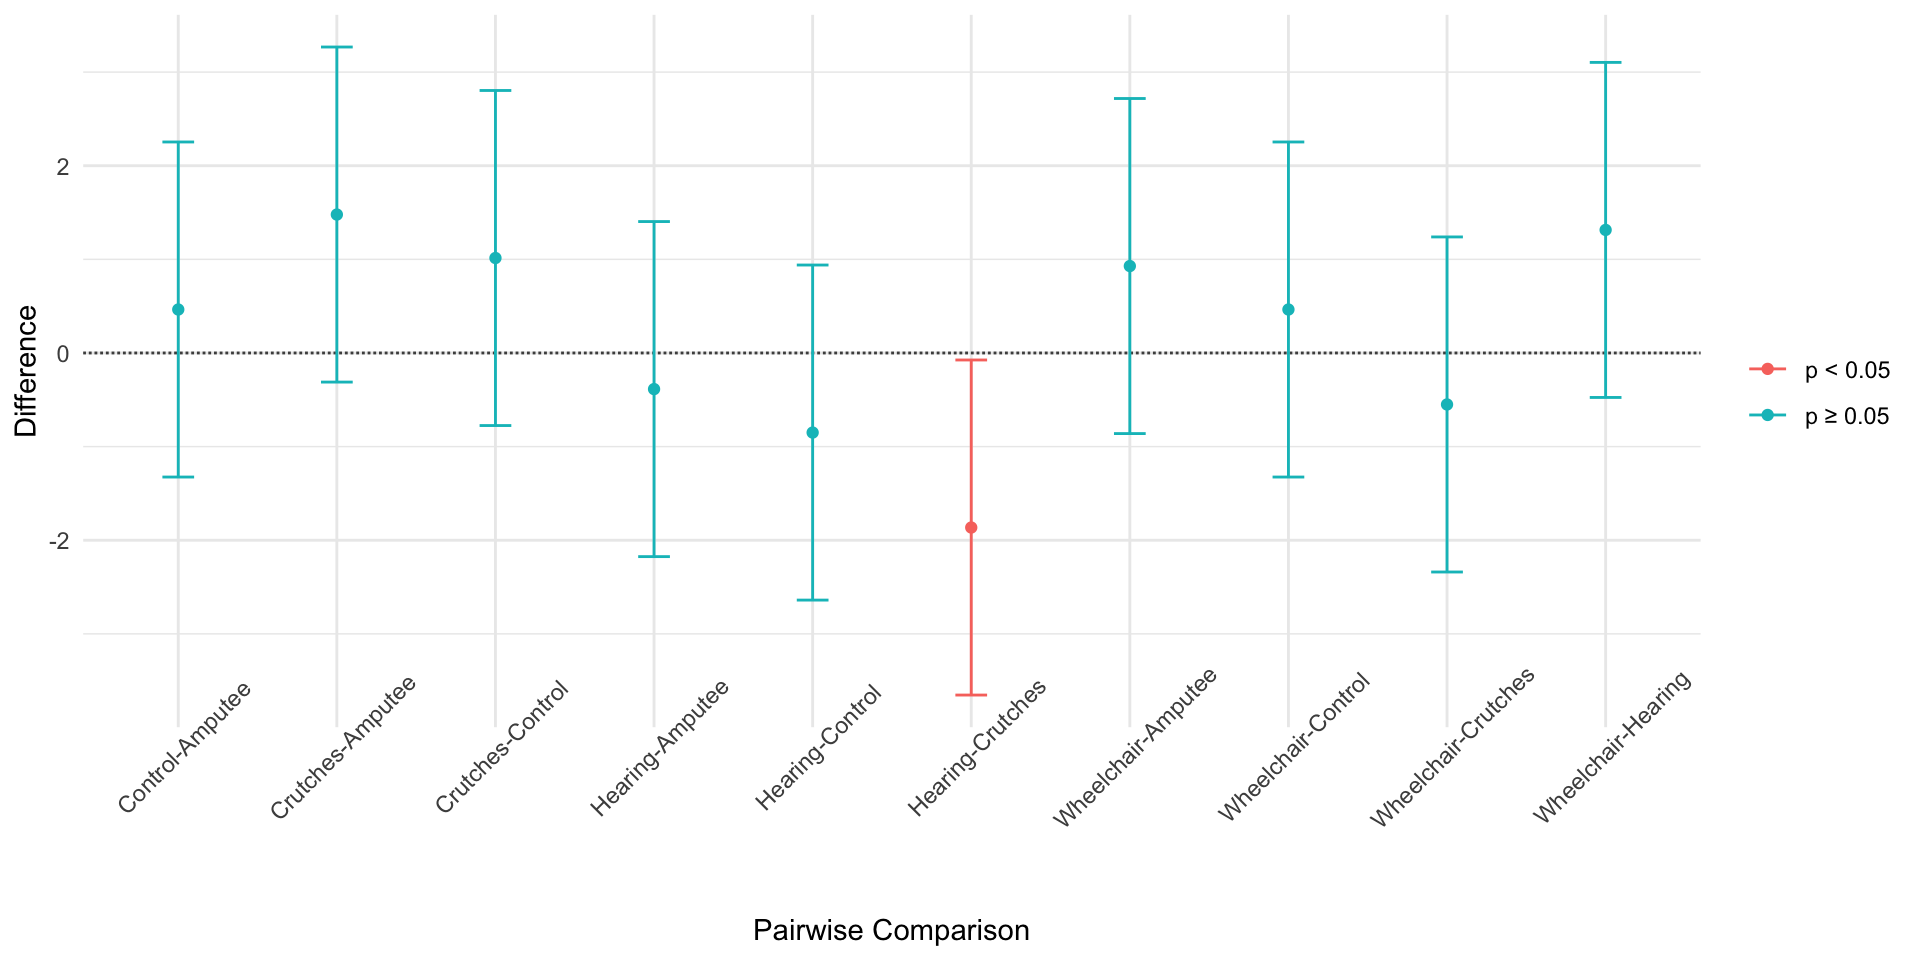 Difference
2
0
-2
Control-Amputee
Crutches-Amputee
Crutches-Control
Hearing-Amputee
Hearing-Control
Hearing-Crutches
Wheelchair-Amputee
Wheelchair-Control
Wheelchair-Crutches
Wheelchair-Hearing
Pairwise Comparison
p < 0.05
p ≥ 0.05